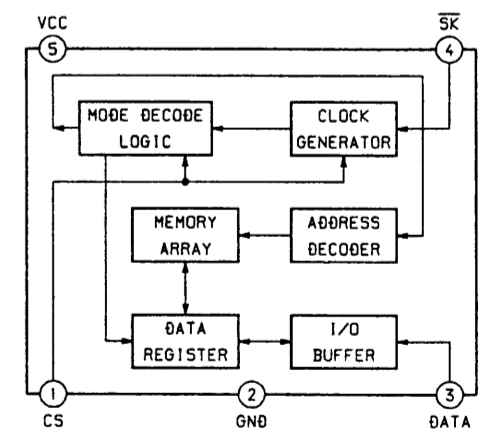 VCC
SK
5
4
MODE DECODE
LOGIC
CLOCK
GENERATOR
MEMORY
ARRAY
ADDRESS
DECODER
DATA
REGISTER
I/O
BUFFER
1
2
3
CS
GND
DATA